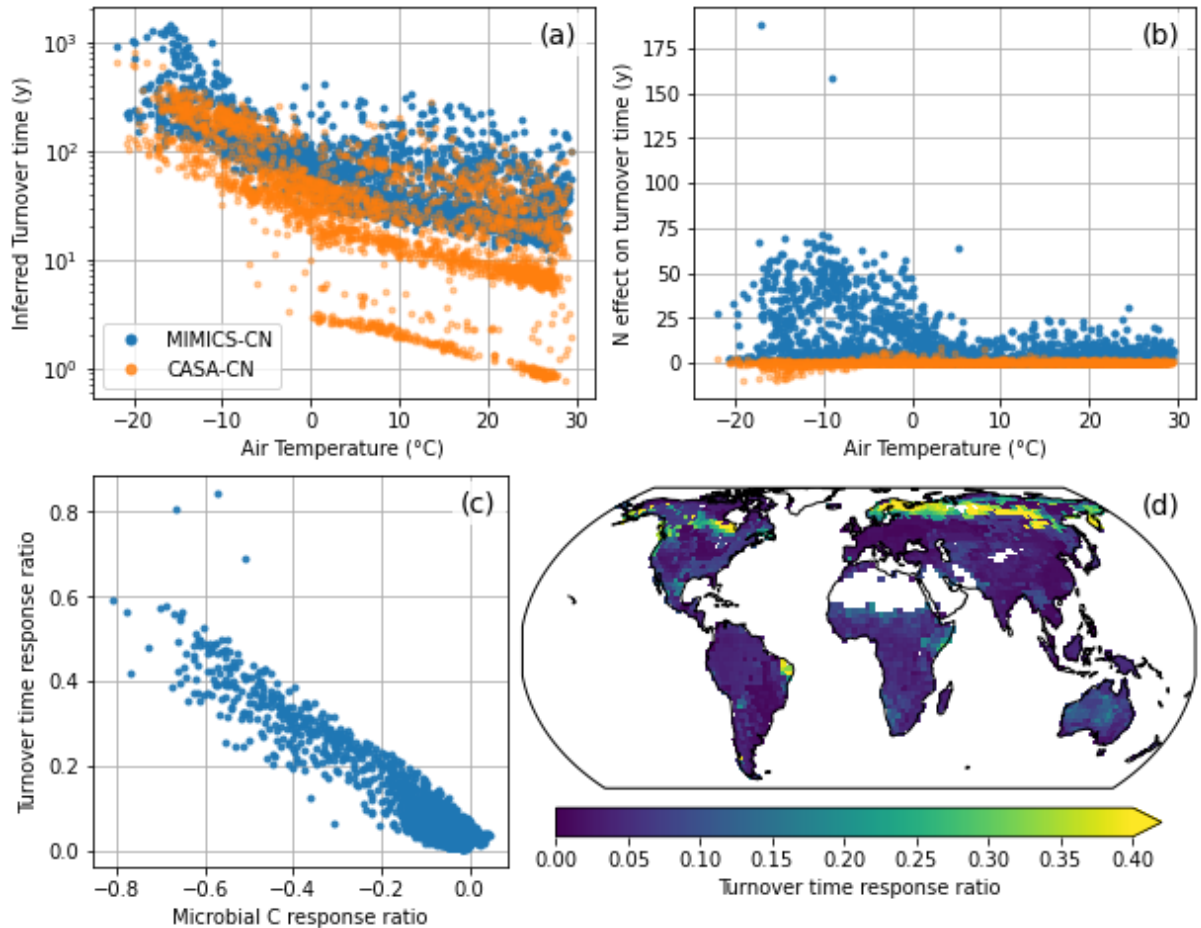 (a)
Inferred Turnover time (y)
10³
10²
10¹
10⁰
MIMICS-CN
CASA-CN
−20 −10 0 10 20 30
Air Temperature (°C)
(b)
N effect on turnover time (y)
175
150
125
100
75
50
25
0
−20 −10 0 10 20 30
Air Temperature (°C)
(c)
Turnover time response ratio
0.8
0.6
0.4
0.2
0.0
−0.8 −0.6 −0.4 −0.2 0.0
Microbial C response ratio
(d)
0.00 0.05 0.10 0.15 0.20 0.25 0.30 0.35 0.40
Turnover time response ratio